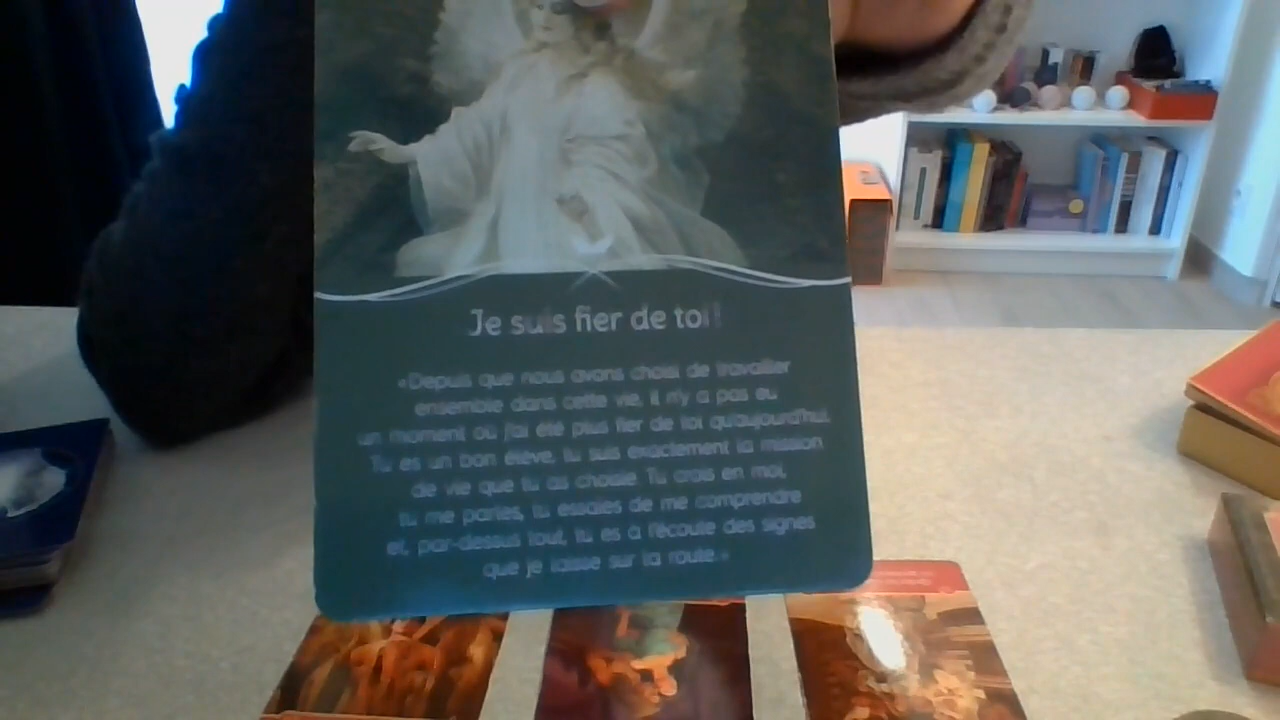 Je suis fier de toi!
«Depuis que nous avons choisi de travailler
ensemble dans cette vie, il n'y a pas eu
un moment où j'ai été plus fier de toi qu'aujourd'hui.
Tu es un bon élève, tu suis exactement la mission
de vie que tu as choisie. Tu crois en moi,
tu me parles, tu essaies de me comprendre
et, par-dessus tout, tu es à l'écoute des signes
que je laisse sur ta route.»